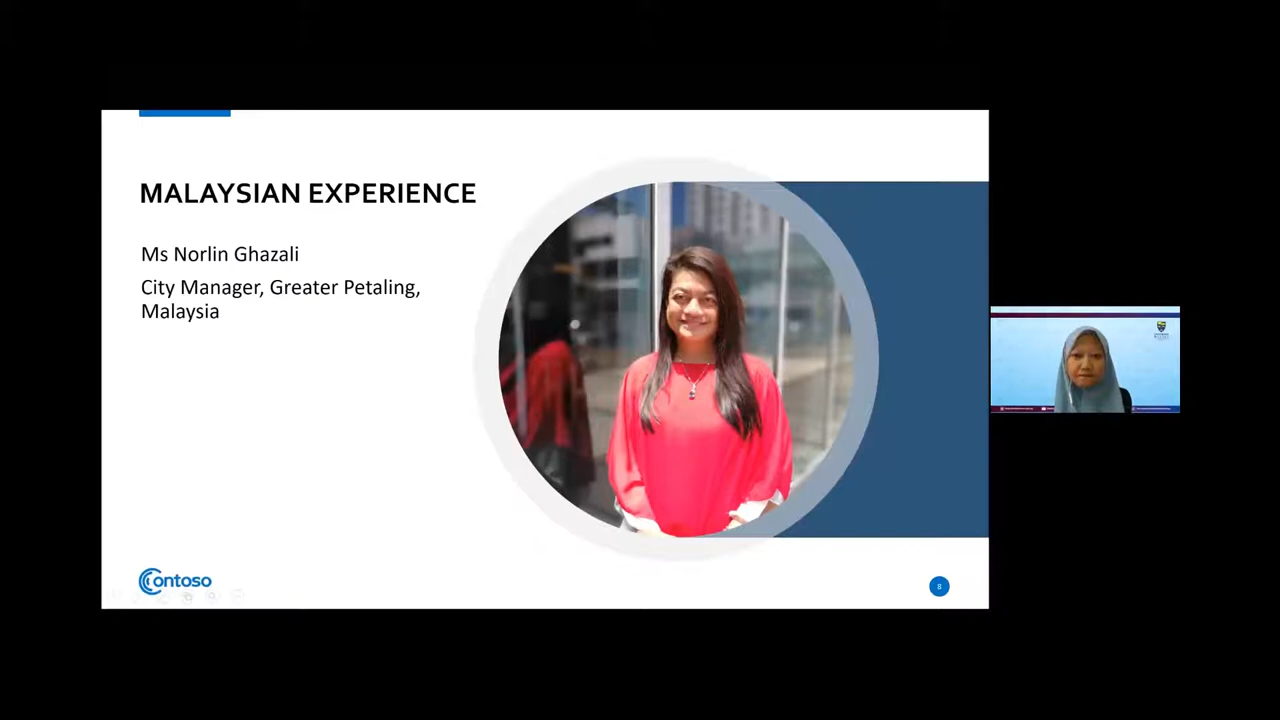 MALAYSIAN EXPERIENCE
Ms Norlin Ghazali
City Manager, Greater Petaling,
Malaysia
Contoso
8